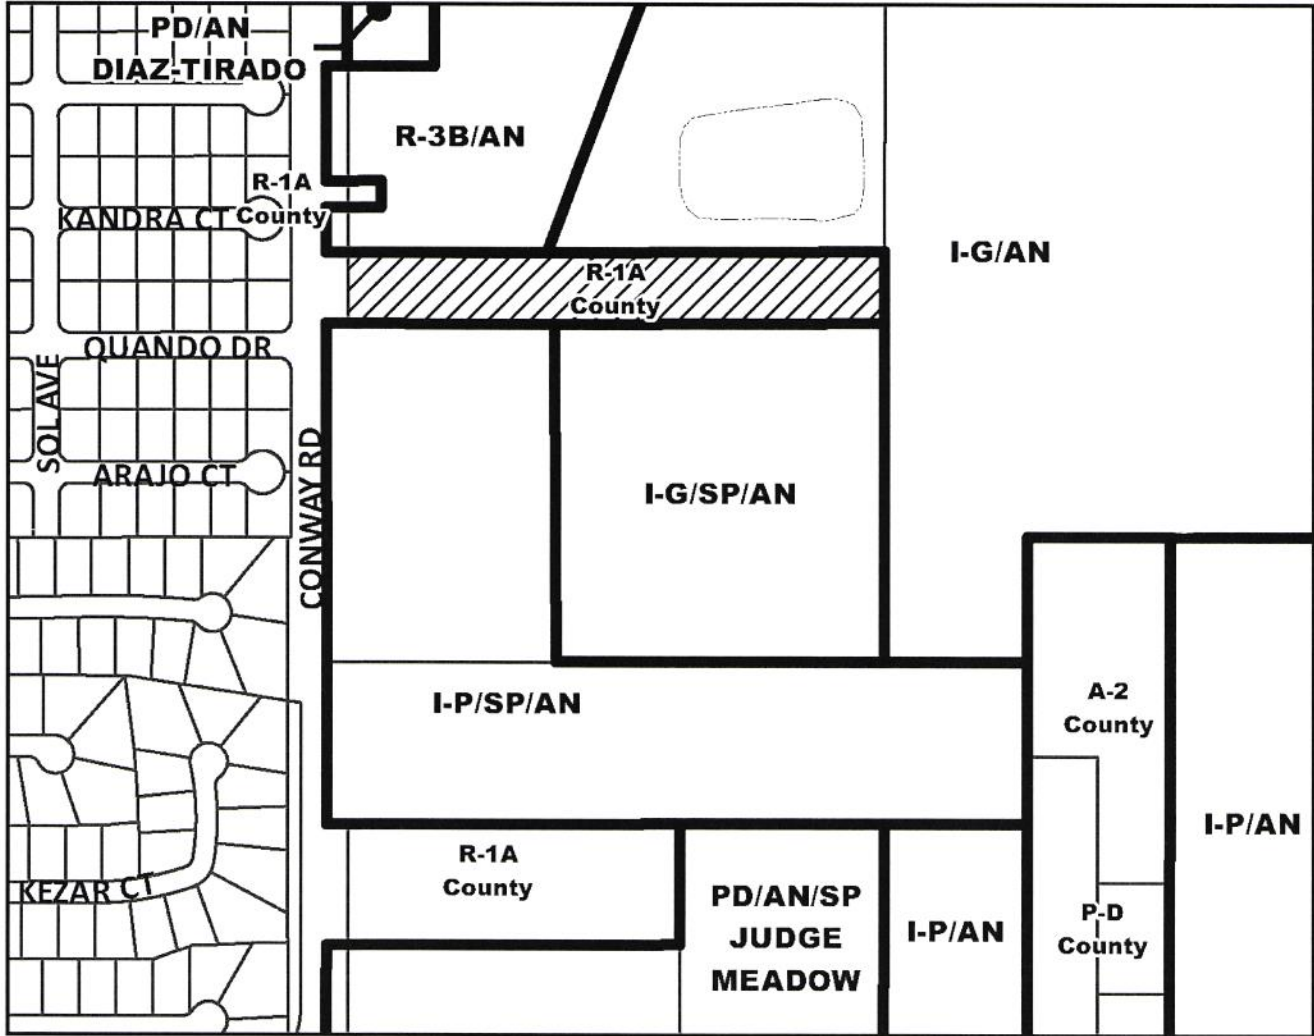 PD/AN
DIAZ-TIRADO
R-3B/AN
R-1A
County
KANDRA CT
I-G/AN
R-1A
County
QUANDO DR
SOL AVE
CONWAY RD
ARAJO CT
I-G/SP/AN
I-P/SP/AN
A-2
County
I-P/AN
R-1A
County
KEZAR CT
PD/AN/SP
JUDGE
MEADOW
I-P/AN
P-D
County